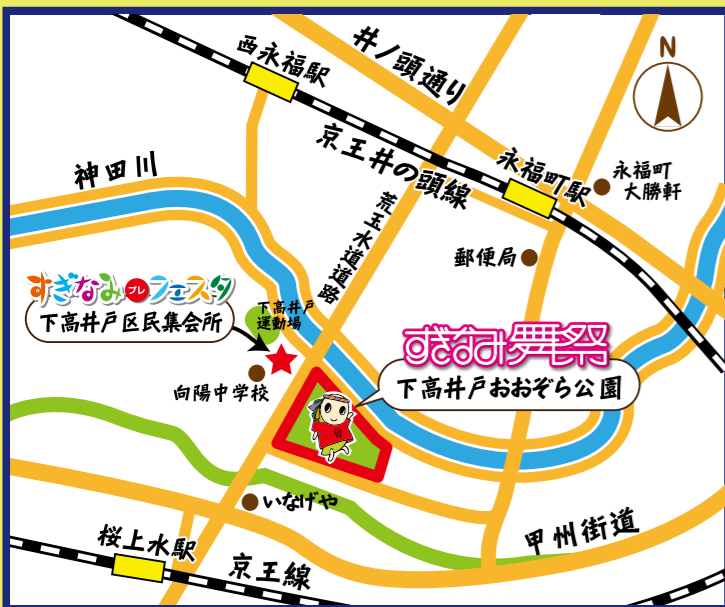 西永福駅
井ノ頭通り
N
京王井の頭線
永福町駅
永福町
大勝軒
神田川
荒玉水道道路
郵便局
すぎなみプレフェスタ
下高井戸区民集会所
下高井戸
運動場
すぎなみ舞祭
下高井戸おおぞら公園
向陽中学校
いなげや
桜上水駅
京王線
甲州街道